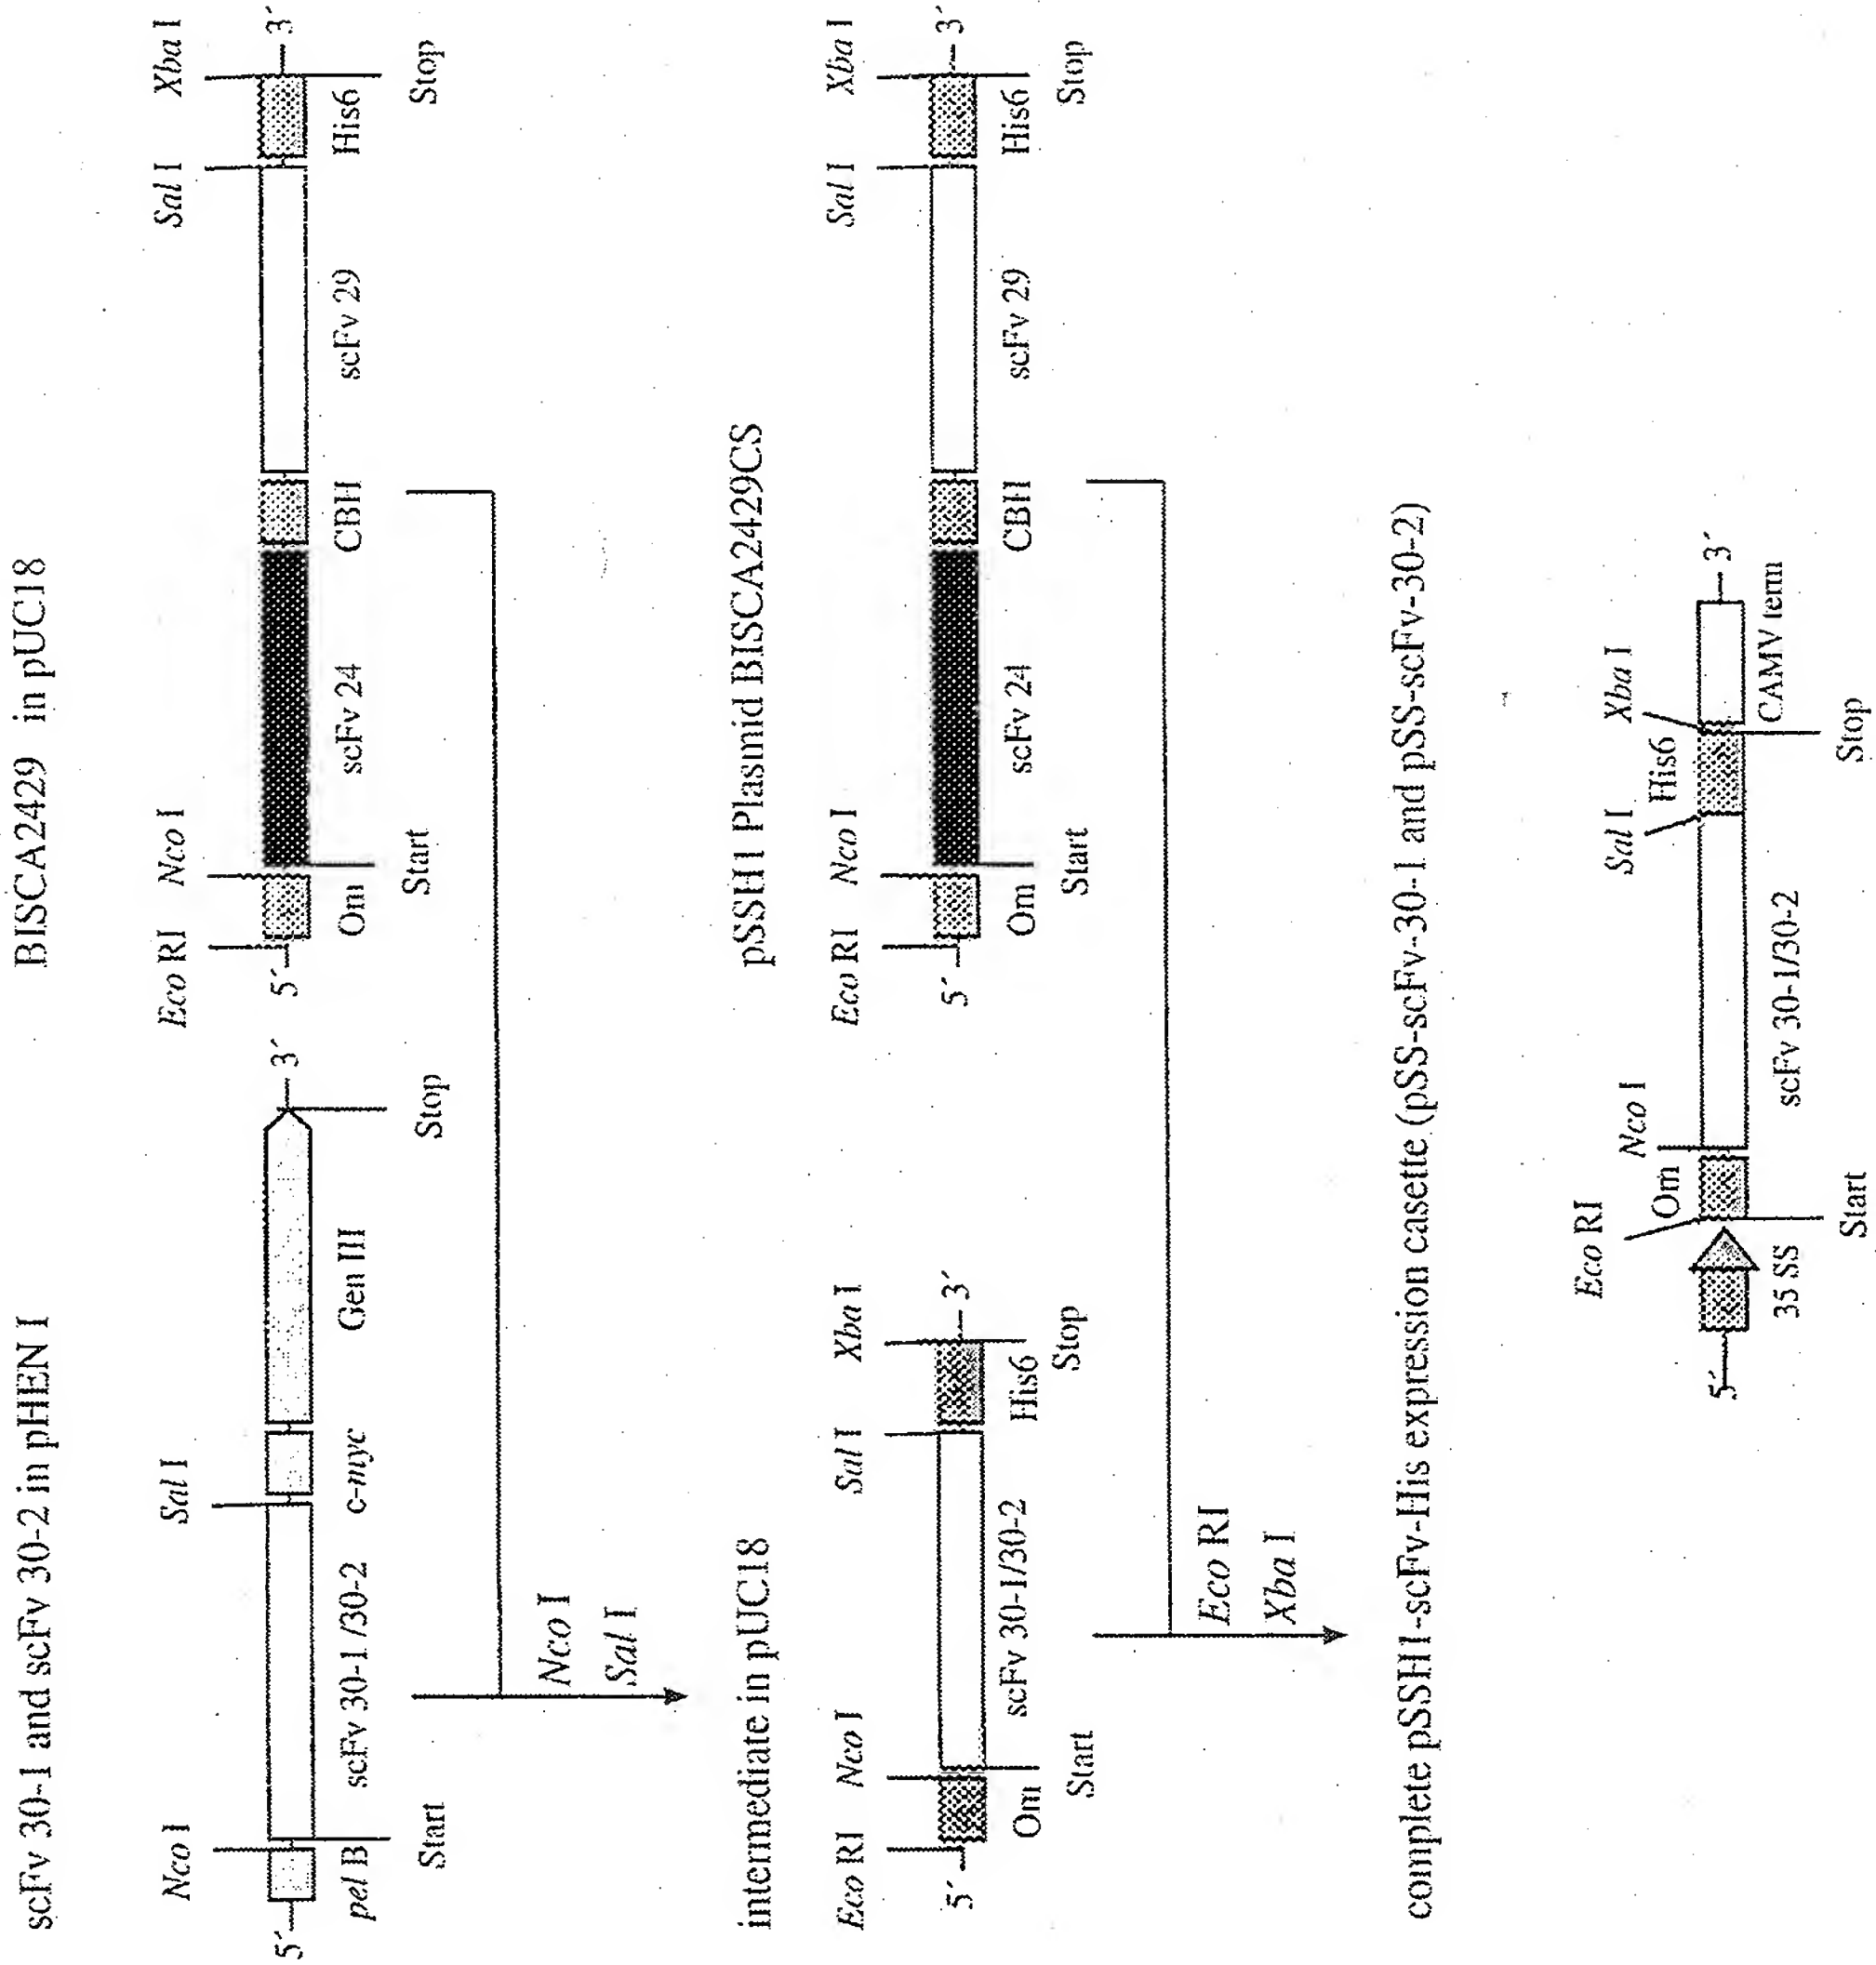 scFv 30-1 and scFv 30-2 in pHEN I
BISCA2429 in pUC18
Nco I
Sal I
5´
3´
pel B
scFv 30-1 /30-2
c-myc
Gen III
Start
Stop
Eco RI
Nco I
Sal I
Xba I
5´
3´
Om
scFv 24
CBH
scFv 29
His6
Start
Stop
Nco I
Sal I
intermediate in pUC18
pSSH1 Plasmid BISCA2429CS
Eco RI
Nco I
Sal I
Xba I
5´
3´
Om
scFv 30-1/30-2
His6
Start
Stop
Eco RI
Nco I
Sal I
Xba I
5´
3´
Om
scFv 24
CBH
scFv 29
His6
Start
Stop
Eco RI
Xba I
complete pSSH1-scFv-His expression casette (pSS-scFv-30-1 and pSS-scFv-30-2)
Eco RI
Nco I
Sal I
Xba I
Om
His6
5´
3´
35 SS
scFv 30-1/30-2
CAMV term
Start
Stop